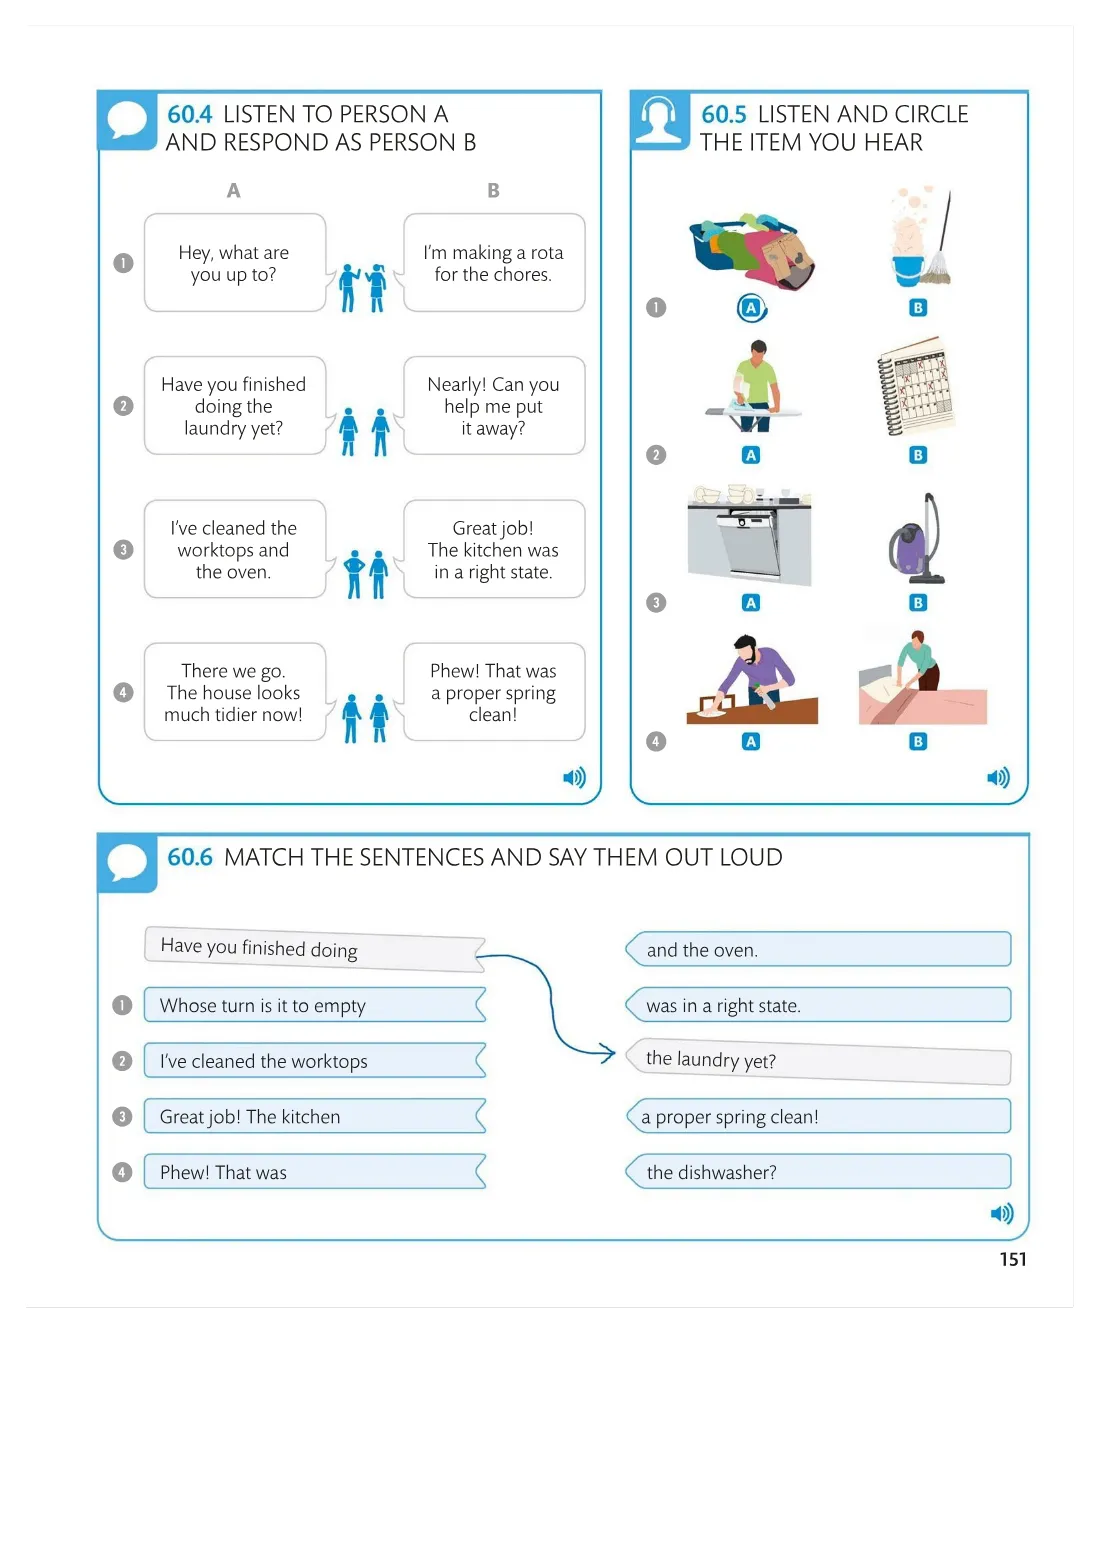 60.4 LISTEN TO PERSON A
AND RESPOND AS PERSON B
A
B
1
Hey, what are
you up to?
I'm making a rota
for the chores.
2
Have you finished
doing the
laundry yet?
Nearly! Can you
help me put
it away?
3
I've cleaned the
worktops and
the oven.
Great job!
The kitchen was
in a right state.
4
There we go.
The house looks
much tidier now!
Phew! That was
a proper spring
clean!
60.5 LISTEN AND CIRCLE
THE ITEM YOU HEAR
1
A
B
2
A
B
3
A
B
4
A
B
60.6 MATCH THE SENTENCES AND SAY THEM OUT LOUD
Have you finished doing
and the oven.
1
Whose turn is it to empty
was in a right state.
2
I've cleaned the worktops
the laundry yet?
3
Great job! The kitchen
a proper spring clean!
4
Phew! That was
the dishwasher?
151